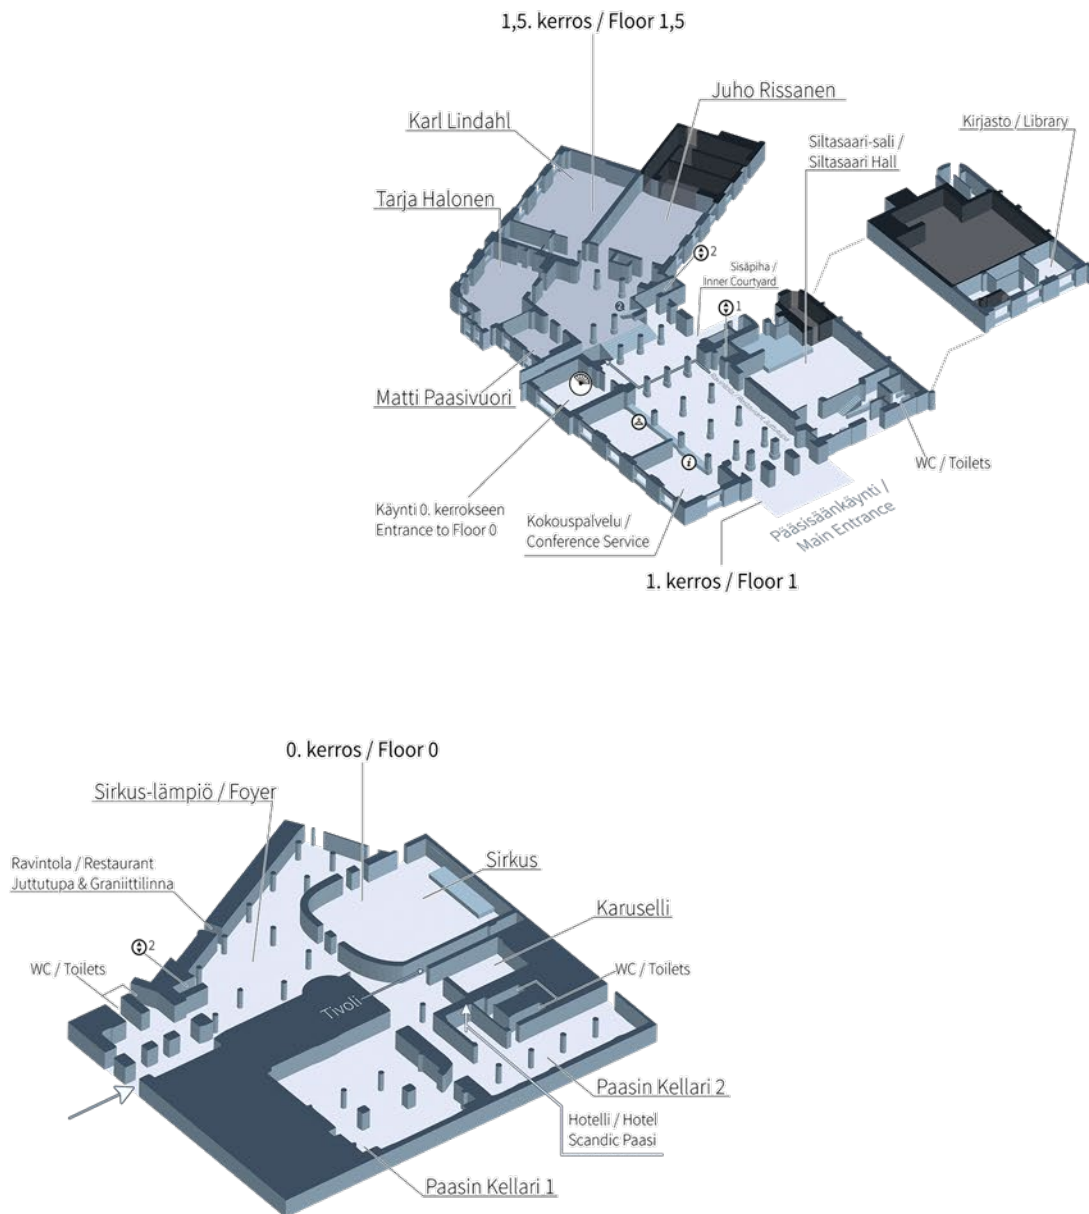 1,5. kerros / Floor 1,5
Juho Rissanen
Karl Lindahl
Kirjasto / Library
Siltasaari-sali /
Siltasaari Hall
Tarja Halonen
2
Sisäpiha /
Inner Courtyard
1
2
Matti Paasivuori
i
WC / Toilets
Käynti 0. kerrokseen
Entrance to Floor 0
Kokouspalvelu /
Conference Service
Pääsisäänkäynti /
Main Entrance
1. kerros / Floor 1
0. kerros / Floor 0
Sirkus-lämpiö / Foyer
Ravintola / Restaurant
Juttutupa & Graniittilinna
Sirkus
Karuselli
2
WC / Toilets
WC / Toilets
Tivoli
Paasin Kellari 2
Hotelli / Hotel
Scandic Paasi
Paasin Kellari 1